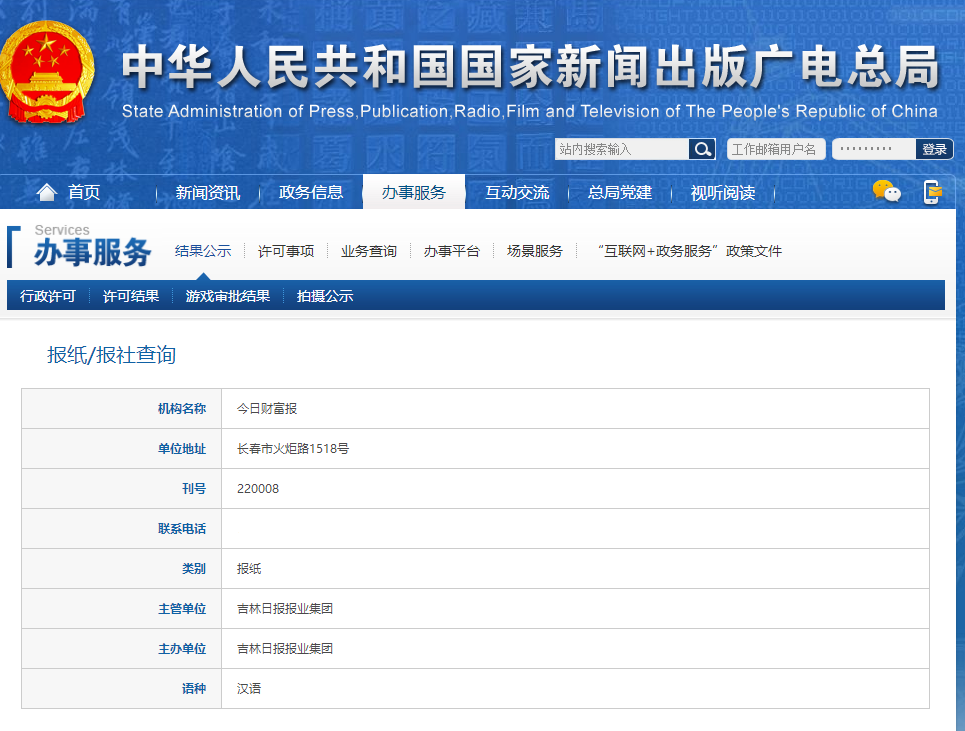 中华人民共和国国家新闻出版广电总局
State Administration of Press,Publication,Radio,Film and Television of The People's Republic of China
站内搜索输入 工作邮箱用户名 ········· 登录
首页 新闻资讯 政务信息 办事服务 互动交流 总局党建 视听阅读
Services
办事服务 结果公示 许可事项 业务查询 办事平台 场景服务 “互联网+政务服务”政策文件
行政许可 许可结果 游戏审批结果 拍摄公示
报纸/报社查询
机构名称 今日财富报
单位地址 长春市火炬路1518号
刊号 220008
联系电话
类别 报纸
主管单位 吉林日报报业集团
主办单位 吉林日报报业集团
语种 汉语